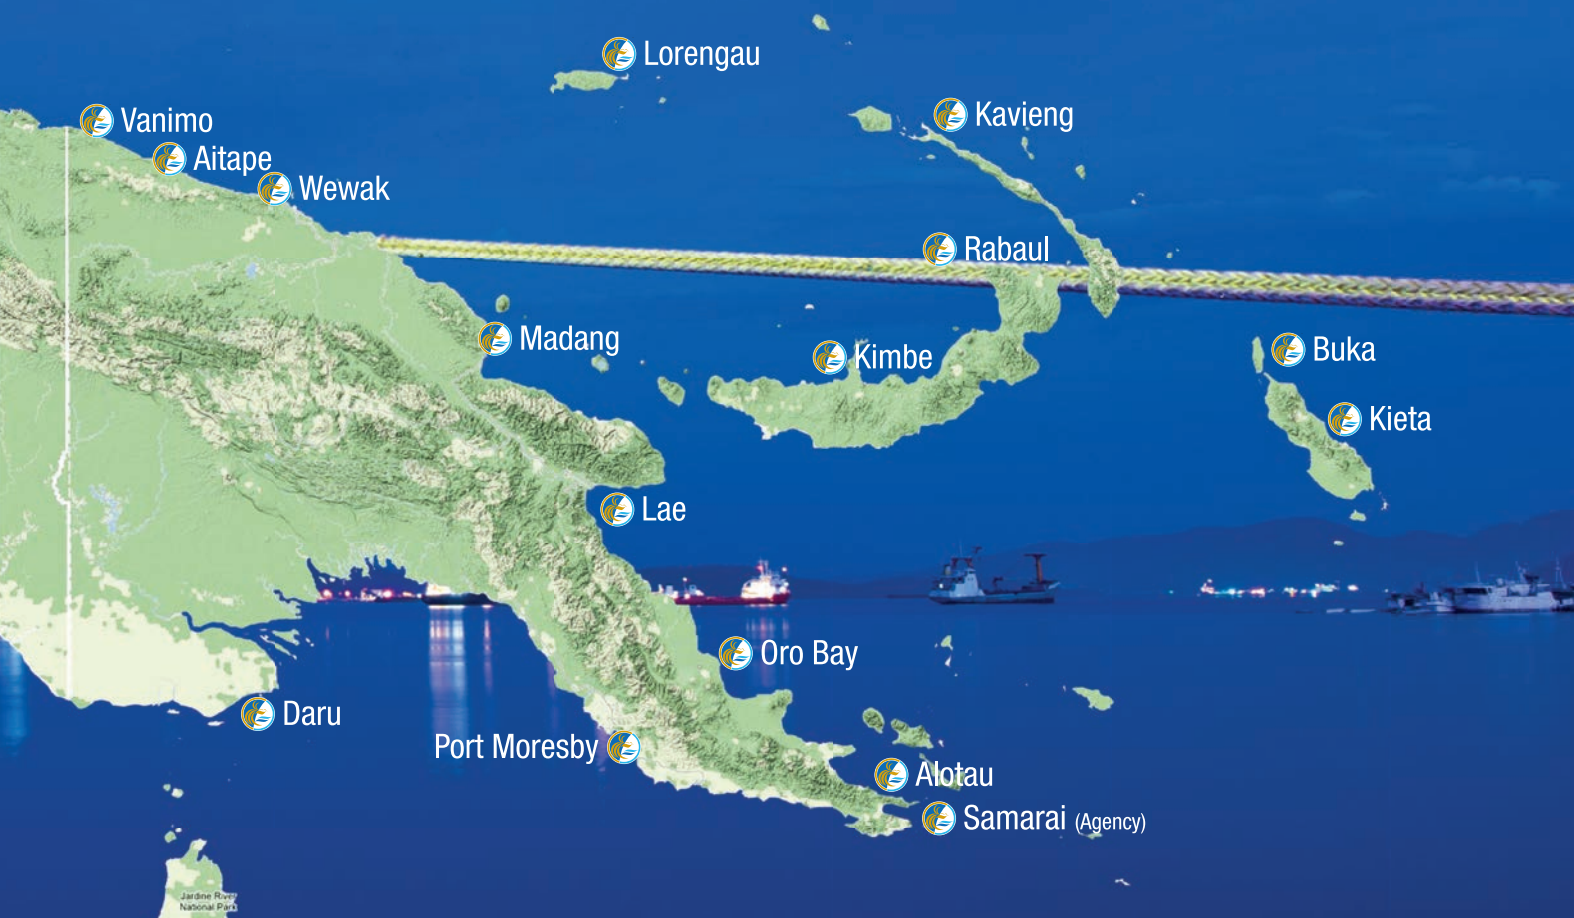 Lorengau
Kavieng
Vanimo
Aitape
Wewak
Rabaul
Madang
Kimbe
Buka
Kieta
Lae
Oro Bay
Daru
Port Moresby
Alotau
Samarai (Agency)
Jardine River
National Park